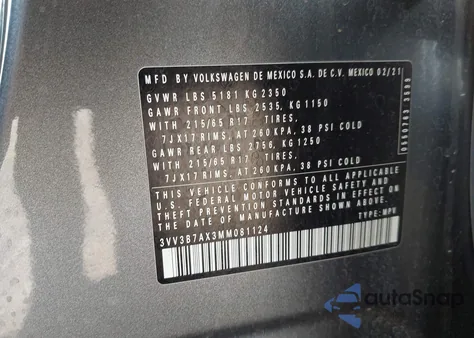 MFD BY VOLKSWAGEN DE MEXICO S.A. DE C.V. MEXICO 02/21
GVWR LBS 5181 KG 2350
GAWR FRONT LBS 2535, KG 1150
WITH 215/65 R17 TIRES,
7JX17 RIMS, AT 260 KPA, 38 PSI COLD
GAWR REAR LBS 2756, KG 1250
WITH 215/65 R17 TIRES,
7JX17 RIMS, AT 260 KPA, 38 PSI COLD
THIS VEHICLE CONFORMS TO ALL APPLICABLE
U.S. FEDERAL MOTOR VEHICLE SAFETY AND
THEFT PREVENTION STANDARDS IN EFFECT ON THE
DATE OF MANUFACTURE SHOWN ABOVE
3VV3B7AX3MM081124
TYPE: MPV
autaSnap